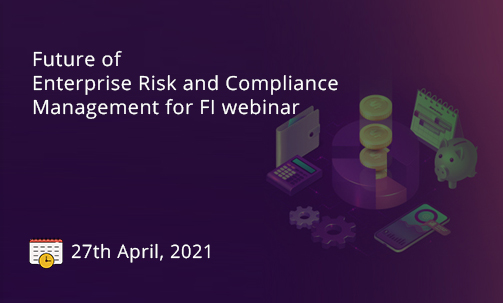 Future of
Enterprise Risk and Compliance
Management for FI webinar
27th April, 2021